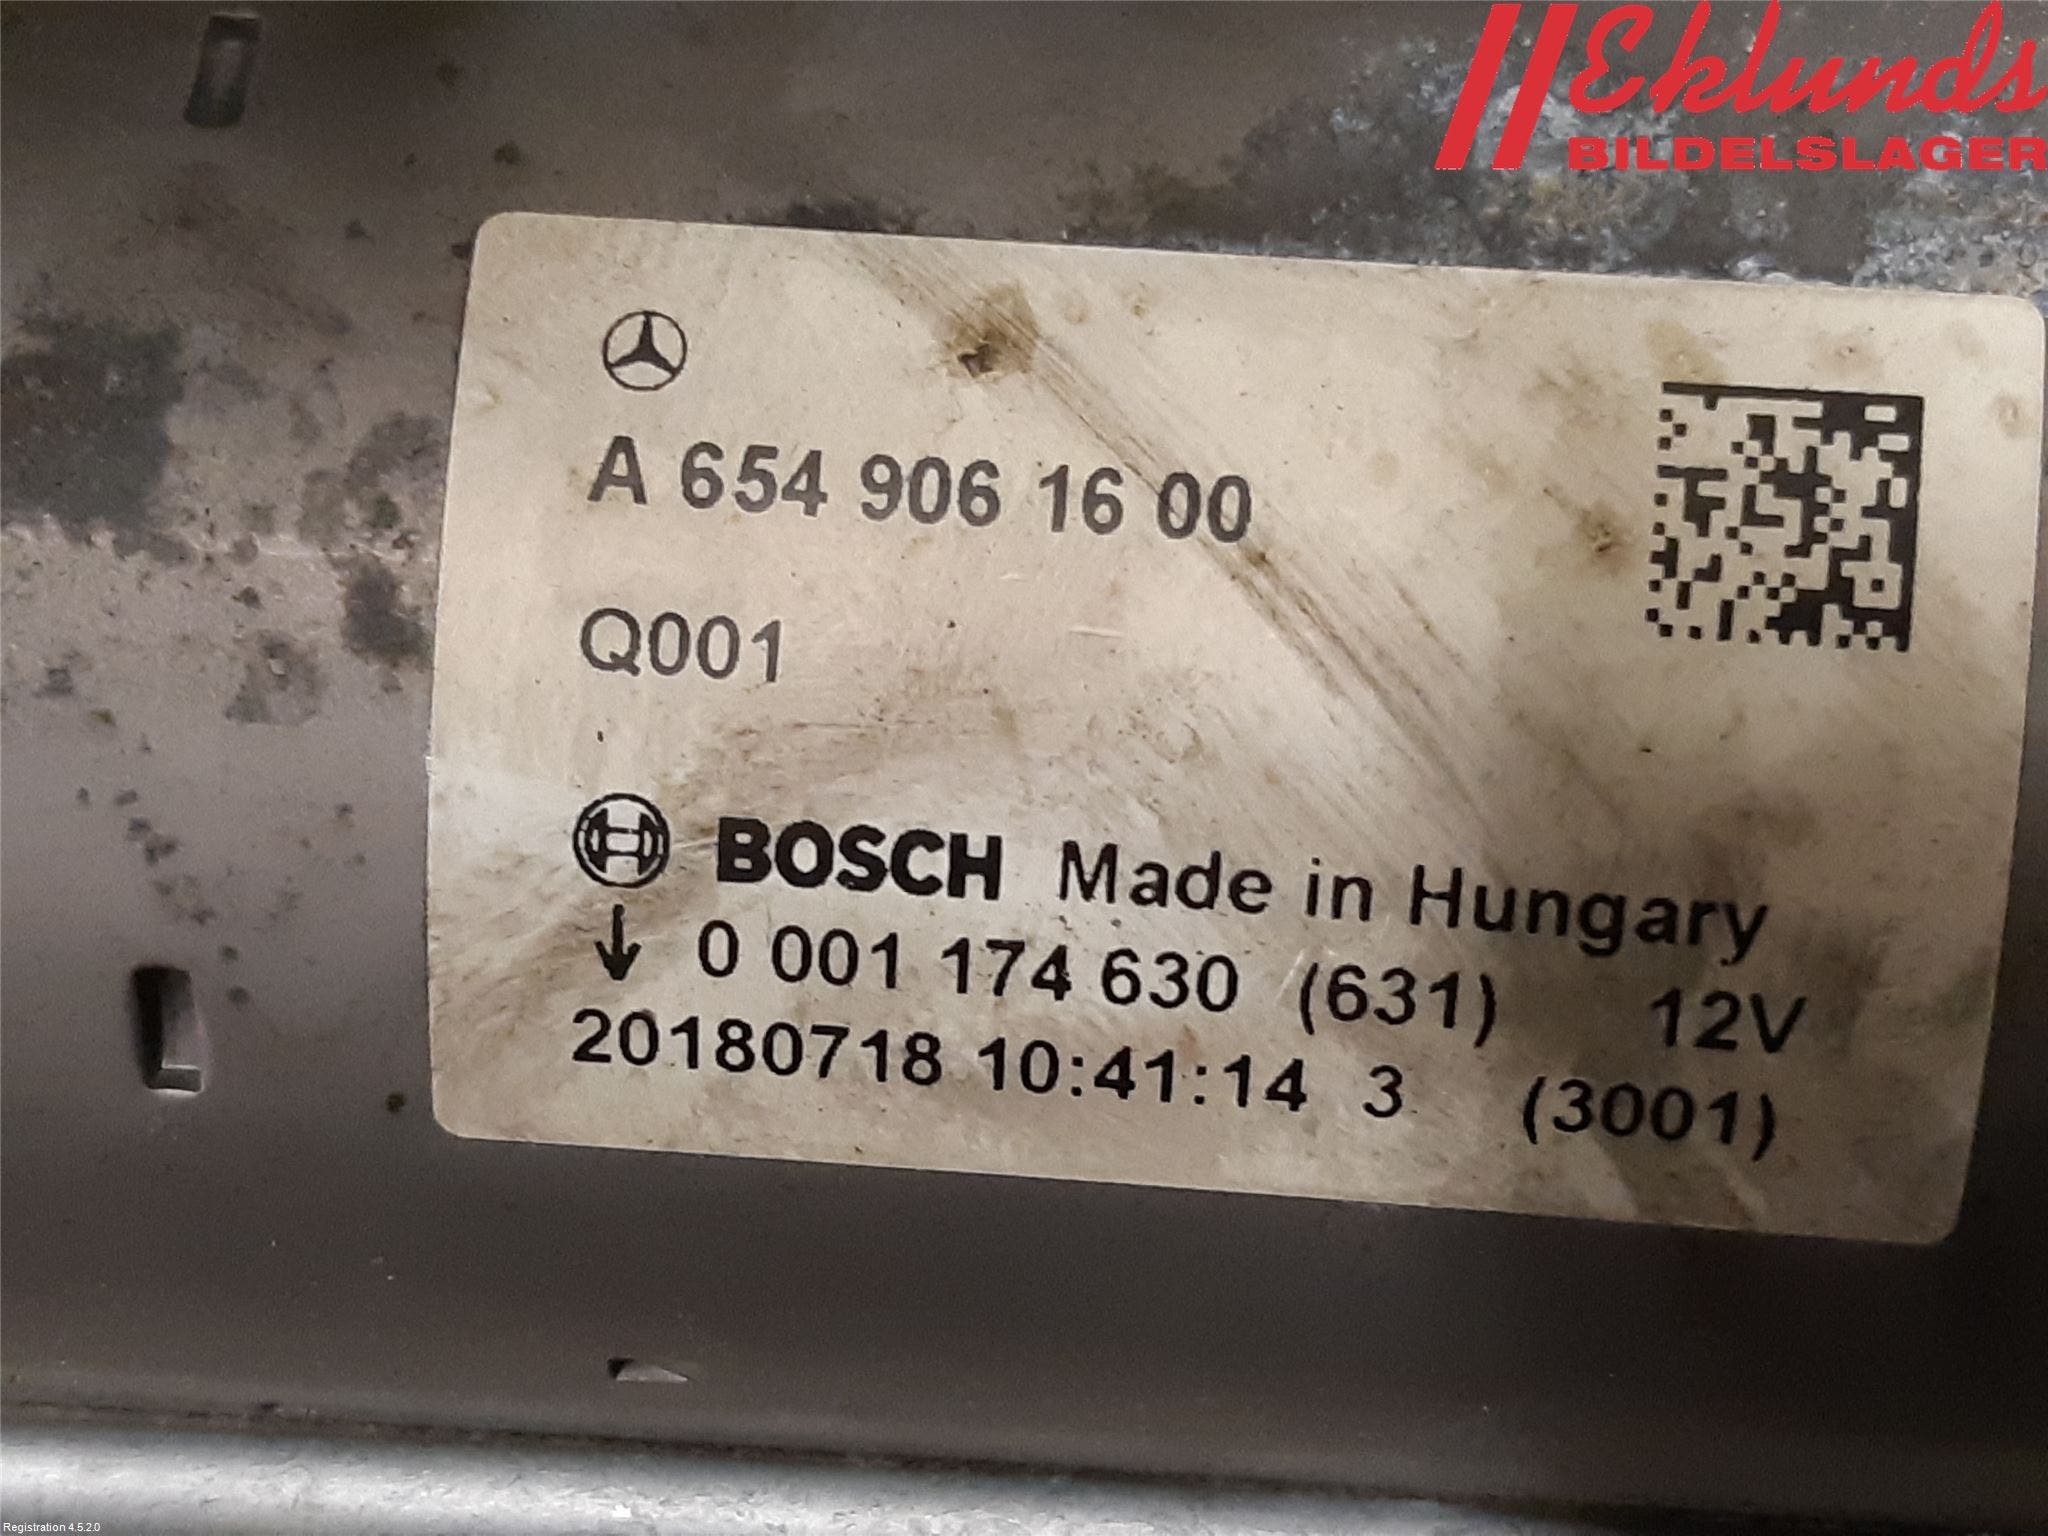 Eklunds
BILDELSLAGER
A 654 906 16 00
Q001
BOSCH Made in Hungary
↓ 0 001 174 630 (631) 12V
20180718 10:41:14 3 (3001)
Registration 4.5.2.0